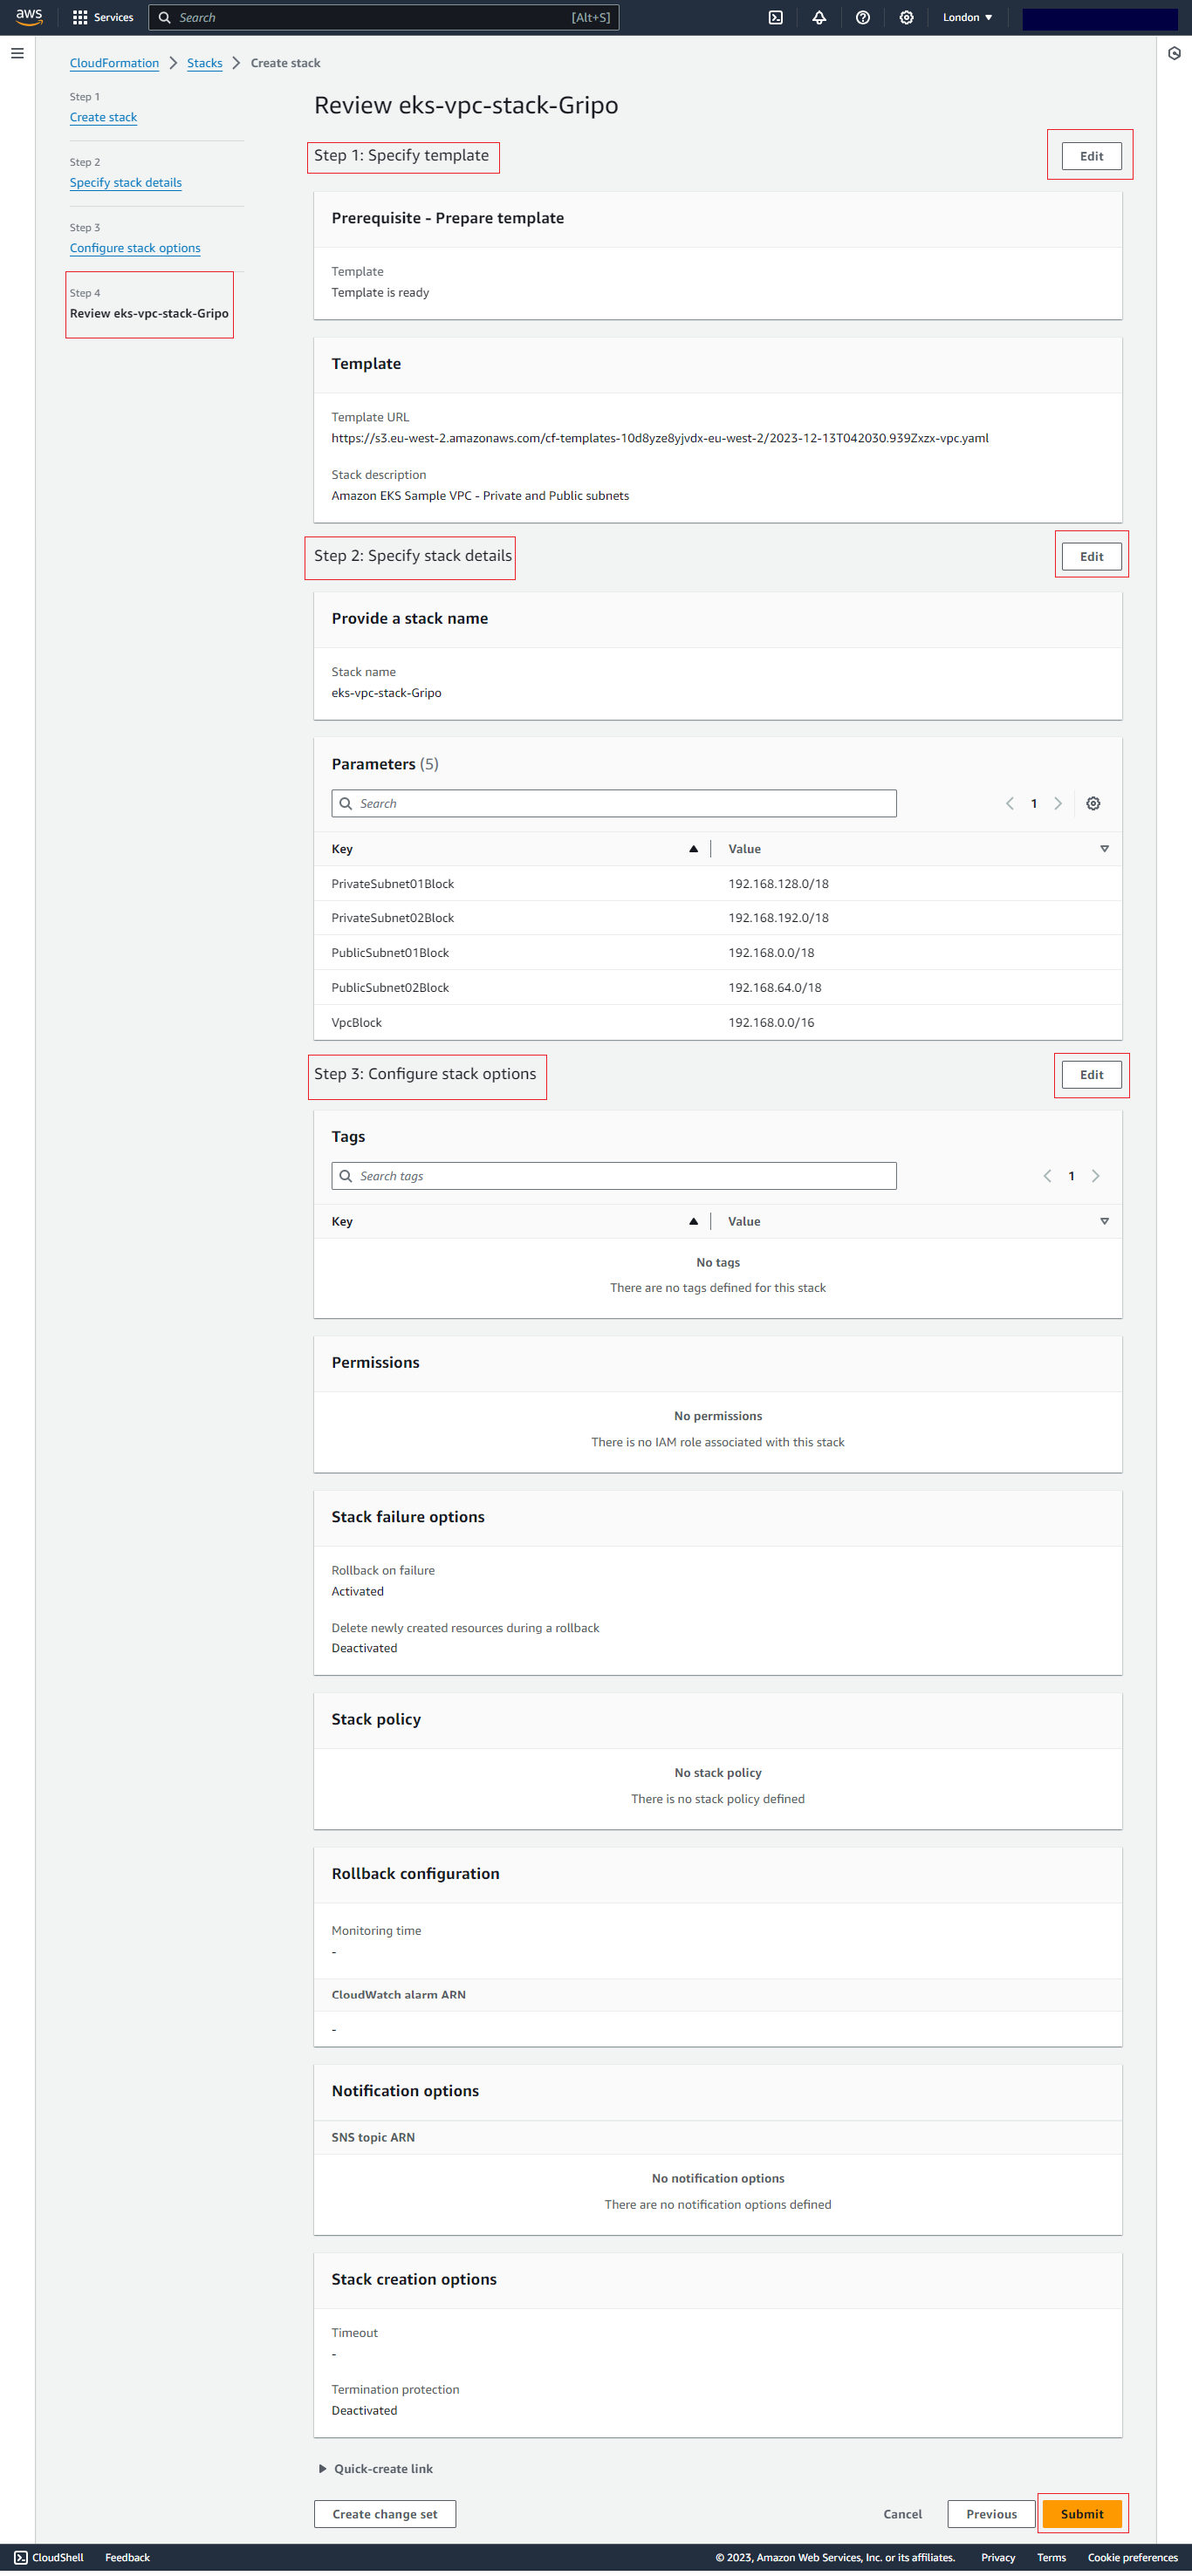 aws
Services
Search [Alt+S]
London ▼
CloudFormation > Stacks > Create stack
Step 1
Create stack
Step 2
Specify stack details
Step 3
Configure stack options
Step 4
Review eks-vpc-stack-Gripo
Review eks-vpc-stack-Gripo
Step 1: Specify template
Edit
Prerequisite - Prepare template
Template
Template is ready
Template
Template URL
https://s3.eu-west-2.amazonaws.com/cf-templates-10d8yze8yjvdx-eu-west-2/2023-12-13T042030.939Zxzx-vpc.yaml
Stack description
Amazon EKS Sample VPC - Private and Public subnets
Step 2: Specify stack details
Edit
Provide a stack name
Stack name
eks-vpc-stack-Gripo
Parameters (5)
Search
1
Key Value
PrivateSubnet01Block 192.168.128.0/18
PrivateSubnet02Block 192.168.192.0/18
PublicSubnet01Block 192.168.0.0/18
PublicSubnet02Block 192.168.64.0/18
VpcBlock 192.168.0.0/16
Step 3: Configure stack options
Edit
Tags
Search tags
1
Key Value
No tags
There are no tags defined for this stack
Permissions
No permissions
There is no IAM role associated with this stack
Stack failure options
Rollback on failure
Activated
Delete newly created resources during a rollback
Deactivated
Stack policy
No stack policy
There is no stack policy defined
Rollback configuration
Monitoring time
-
CloudWatch alarm ARN
-
Notification options
SNS topic ARN
No notification options
There are no notification options defined
Stack creation options
Timeout
-
Termination protection
Deactivated
Quick-create link
Create change set
Cancel
Previous
Submit
CloudShell
Feedback
© 2023, Amazon Web Services, Inc. or its affiliates.
Privacy
Terms
Cookie preferences